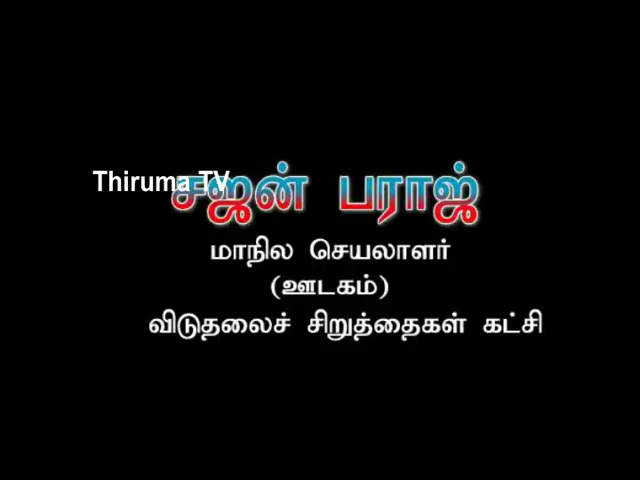 Thiruma TV
சஜன் பராஜ்
மாநில செயலாளர்
(ஊடகம்)
விடுதலைச் சிறுத்தைகள் கட்சி